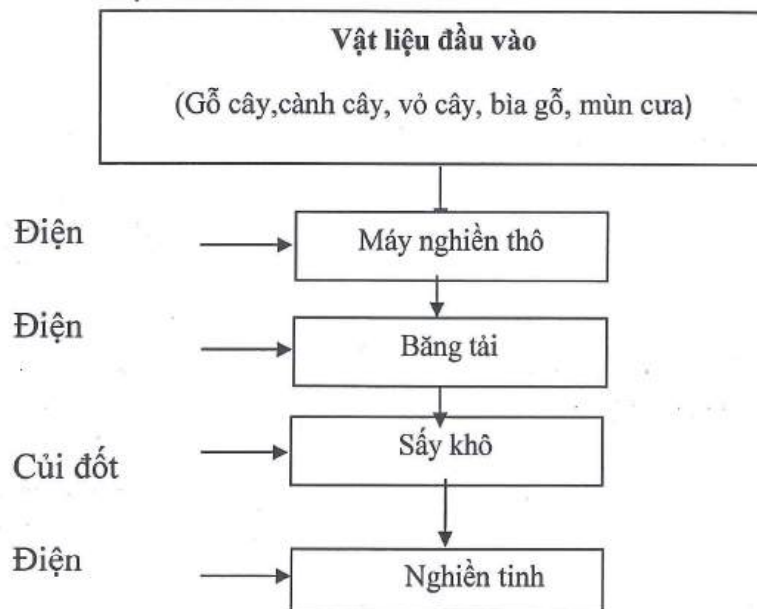 Vật liệu đầu vào
(Gỗ cây,cành cây, vỏ cây, bìa gỗ, mùn cưa)
Điện
Máy nghiền thô
Điện
Băng tải
Củi đốt
Sấy khô
Điện
Nghiền tinh